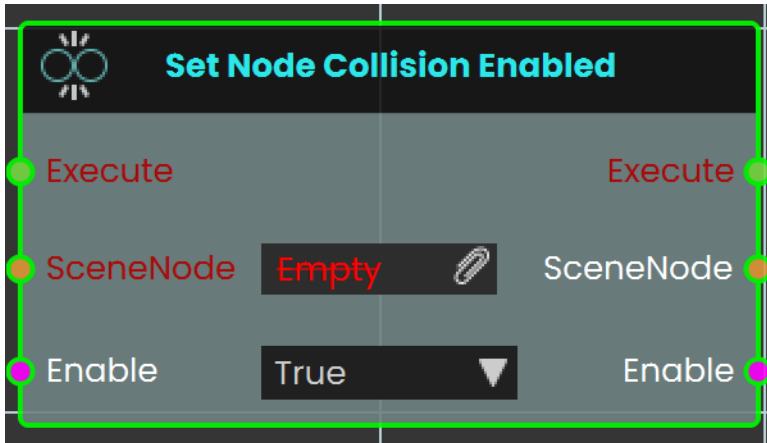 Set Node Collision Enabled
Execute Execute
SceneNode Empty SceneNode
Enable True Enable